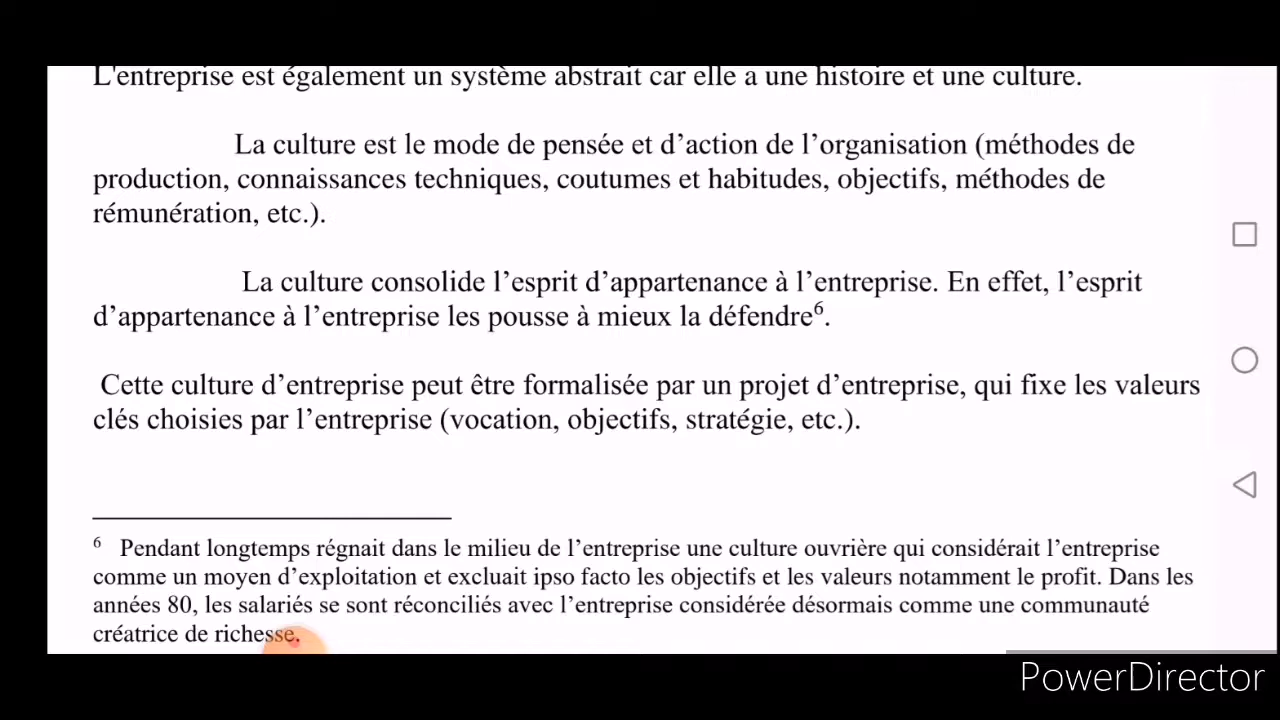 L'entreprise est également un système abstrait car elle a une histoire et une culture.
La culture est le mode de pensée et d’action de l’organisation (méthodes de
production, connaissances techniques, coutumes et habitudes, objectifs, méthodes de
rémunération, etc.).
La culture consolide l’esprit d’appartenance à l’entreprise. En effet, l’esprit
d’appartenance à l’entreprise les pousse à mieux la défendre⁶.
Cette culture d’entreprise peut être formalisée par un projet d’entreprise, qui fixe les valeurs
clés choisies par l’entreprise (vocation, objectifs, stratégie, etc.).
⁶ Pendant longtemps régnait dans le milieu de l’entreprise une culture ouvrière qui considérait l’entreprise
comme un moyen d’exploitation et excluait ipso facto les objectifs et les valeurs notamment le profit. Dans les
années 80, les salariés se sont réconciliés avec l’entreprise considérée désormais comme une communauté
créatrice de richesse.
PowerDirector